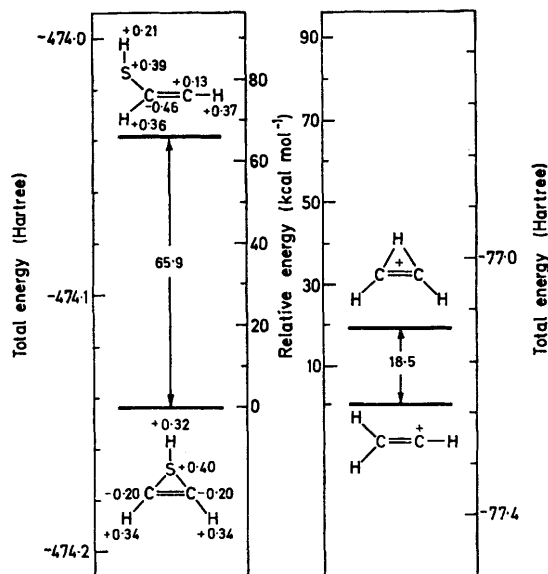 Total energy (Hartree)
-474·0
-474·1
-474·2
H
+0·21
S
+0·39
C
C
+0·13
H
-0·46
H
+0·36
+0·37
65·9
+0·32
H
S
+0·40
-0·20
C
C
-0·20
H
H
+0·34
+0·34
80
60
40
20
0
Relative energy (kcal mol⁻¹)
90
70
50
30
10
H
+
C
C
H
H
18·5
H
+
C
C
H
H
-77·0
-77·4
Total energy (Hartree)